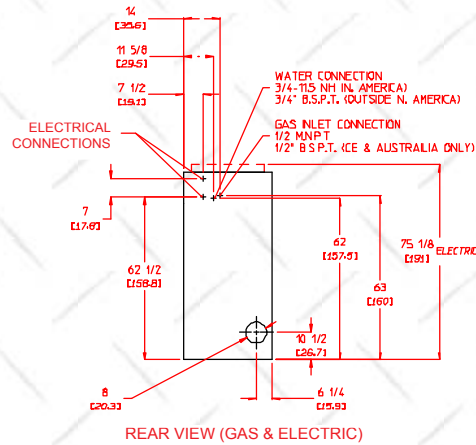 14
[35.6]
11 5/8
[29.5]
7 1/2
[19.1]
WATER CONNECTION
3/4-11.5 NH IN. AMERICA)
3/4" B.S.P.T. (OUTSIDE N. AMERICA)
GAS INLET CONNECTION
1/2 M.N.P.T
1/2" B.S.P.T. (CE & AUSTRAILIA ONLY)
ELECTRICAL
CONNECTIONS
7
[17.8]
62 1/2
[158.8]
62
[157.5]
63
[160]
75 1/8 ELECTRIC
[191]
10 1/2
[26.7]
8
[20.3]
6 1/4
[15.9]
REAR VIEW (GAS & ELECTRIC)